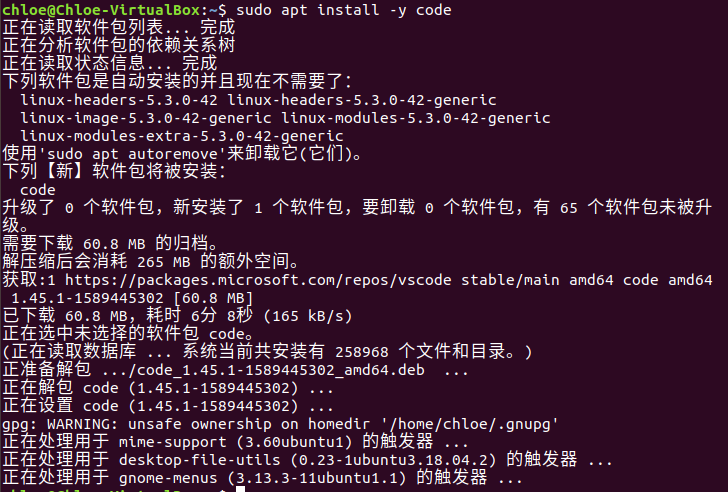 chloe@Chloe-VirtualBox:~$ sudo apt install -y code
正在读取软件包列表... 完成
正在分析软件包的依赖关系树
正在读取状态信息... 完成
下列软件包是自动安装的并且现在不需要了：
  linux-headers-5.3.0-42 linux-headers-5.3.0-42-generic
  linux-image-5.3.0-42-generic linux-modules-5.3.0-42-generic
  linux-modules-extra-5.3.0-42-generic
使用'sudo apt autoremove'来卸载它(它们)。
下列【新】软件包将被安装：
  code
升级了 0 个软件包，新安装了 1 个软件包，要卸载 0 个软件包，有 65 个软件包未被升
级。
需要下载 60.8 MB 的归档。
解压缩后会消耗 265 MB 的额外空间。
获取:1 https://packages.microsoft.com/repos/vscode stable/main amd64 code amd64
 1.45.1-1589445302 [60.8 MB]
已下载 60.8 MB，耗时 6分 8秒 (165 kB/s)
正在选中未选择的软件包 code。
(正在读取数据库 ... 系统当前共安装有 258968 个文件和目录。)
正准备解包 .../code_1.45.1-1589445302_amd64.deb  ...
正在解包 code (1.45.1-1589445302) ...
正在设置 code (1.45.1-1589445302) ...
gpg: WARNING: unsafe ownership on homedir '/home/chloe/.gnupg'
正在处理用于 mime-support (3.60ubuntu1) 的触发器 ...
正在处理用于 desktop-file-utils (0.23-1ubuntu3.18.04.2) 的触发器 ...
正在处理用于 gnome-menus (3.13.3-11ubuntu1.1) 的触发器 ...
chloe@Chloe-VirtualBox:~$